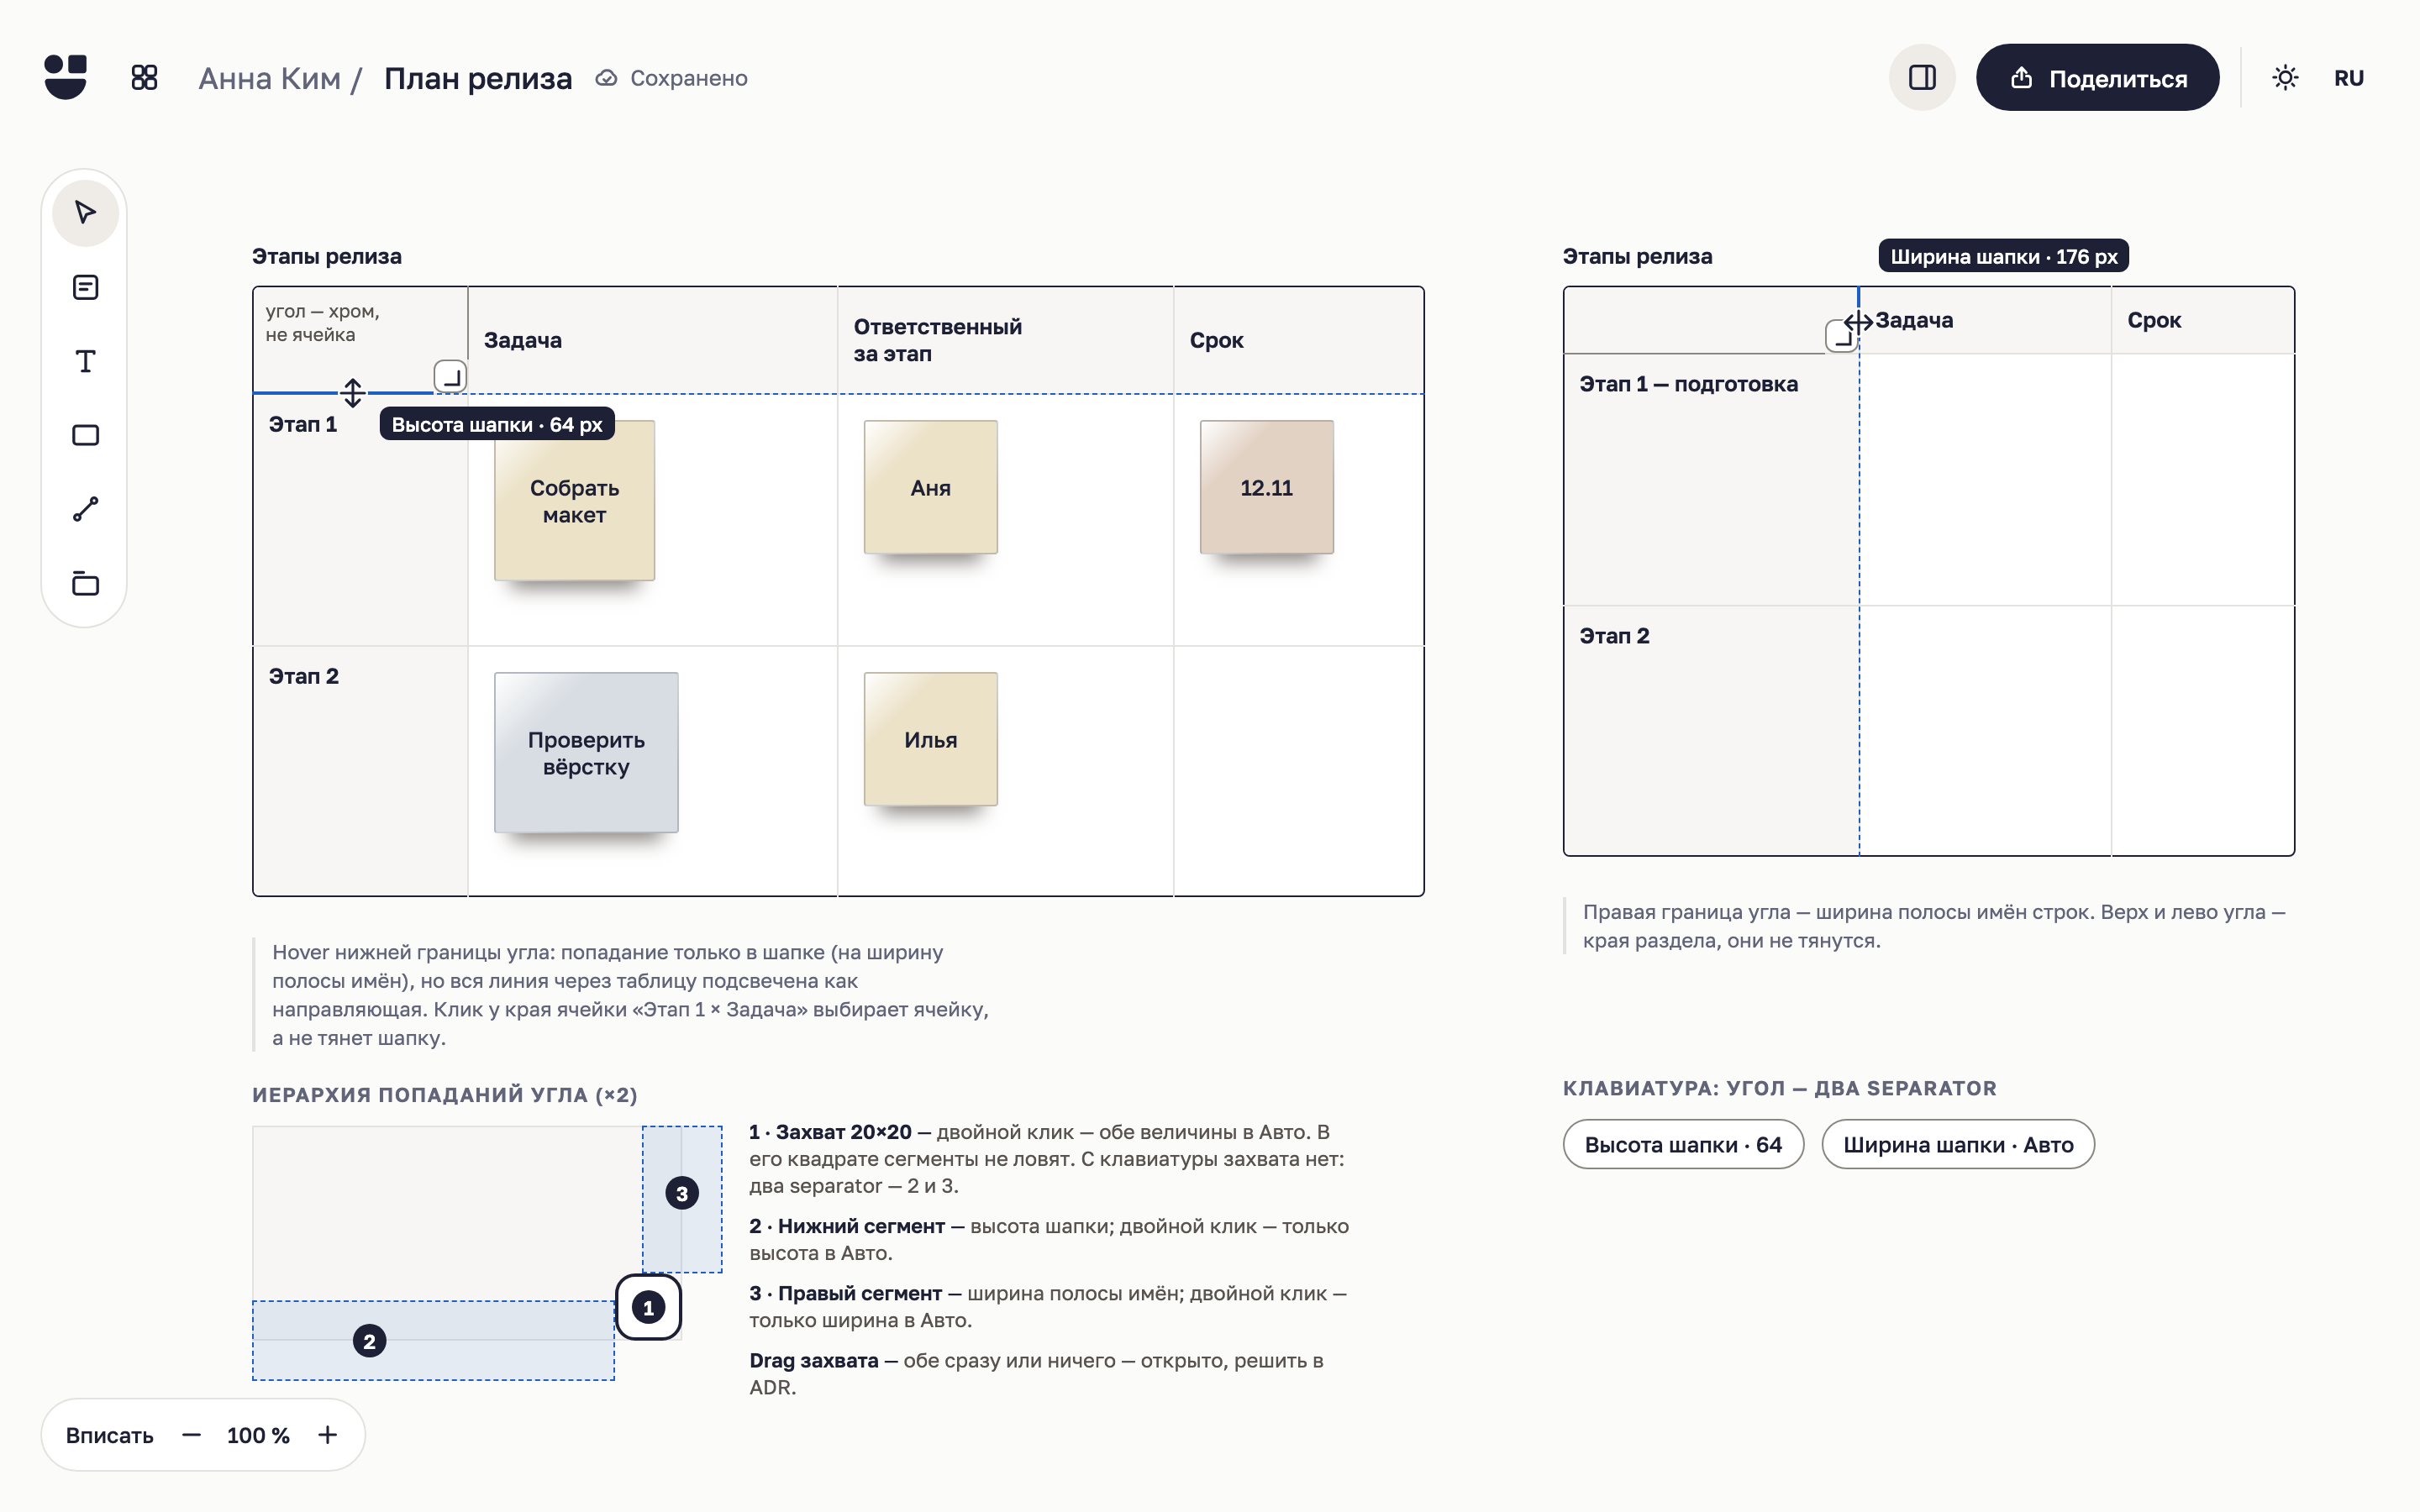 Анна Ким / План релиза Сохранено
Поделиться
RU
Этапы релиза
угол — хром,
не ячейка
Задача
Ответственный
за этап
Срок
Этап 1
Высота шапки · 64 px
Собрать
макет
Аня
12.11
Этап 2
Проверить
вёрстку
Илья
Hover нижней границы угла: попадание только в шапке (на ширину
полосы имён), но вся линия через таблицу подсвечена как
направляющая. Клик у края ячейки «Этап 1 × Задача» выбирает ячейку,
а не тянет шапку.
Этапы релиза
Ширина шапки · 176 px
Задача
Срок
Этап 1 — подготовка
Этап 2
Правая граница угла — ширина полосы имён строк. Верх и лево угла —
края раздела, они не тянутся.
ИЕРАРХИЯ ПОПАДАНИЙ УГЛА (×2)
3
1
2
1 · Захват 20×20 — двойной клик — обе величины в Авто. В
его квадрате сегменты не ловят. С клавиатуры захвата нет:
два separator — 2 и 3.
2 · Нижний сегмент — высота шапки; двойной клик — только
высота в Авто.
3 · Правый сегмент — ширина полосы имён; двойной клик —
только ширина в Авто.
Drag захвата — обе сразу или ничего — открыто, решить в
ADR.
КЛАВИАТУРА: УГОЛ — ДВА SEPARATOR
Высота шапки · 64
Ширина шапки · Авто
Вписать — 100 % +